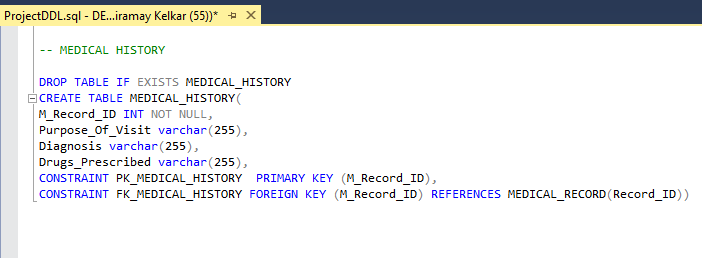 ProjectDDL.sql - DE...iramay Kelkar (55))*
-- MEDICAL HISTORY
DROP TABLE IF EXISTS MEDICAL_HISTORY
CREATE TABLE MEDICAL_HISTORY(
M_Record_ID INT NOT NULL,
Purpose_Of_Visit varchar(255),
Diagnosis varchar(255),
Drugs_Prescribed varchar(255),
CONSTRAINT PK_MEDICAL_HISTORY  PRIMARY KEY (M_Record_ID),
CONSTRAINT FK_MEDICAL_HISTORY FOREIGN KEY (M_Record_ID) REFERENCES MEDICAL_RECORD(Record_ID))